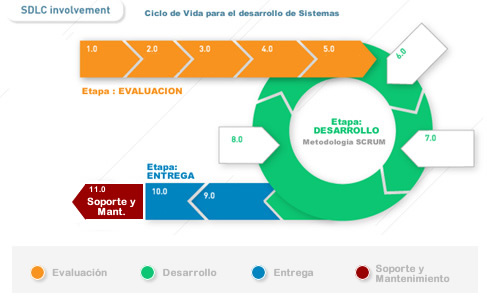 SDLC involvement
Ciclo de Vida para el desarrollo de Sistemas
1.0 2.0 3.0 4.0 5.0
6.0
Etapa : EVALUACION
Etapa:
DESARROLLO
Metodología SCRUM
7.0
8.0
Etapa:
ENTREGA
11.0
Soporte y
Mant.
10.0 9.0
Evaluación
Desarrollo
Entrega
Soporte y
Mantenimiento